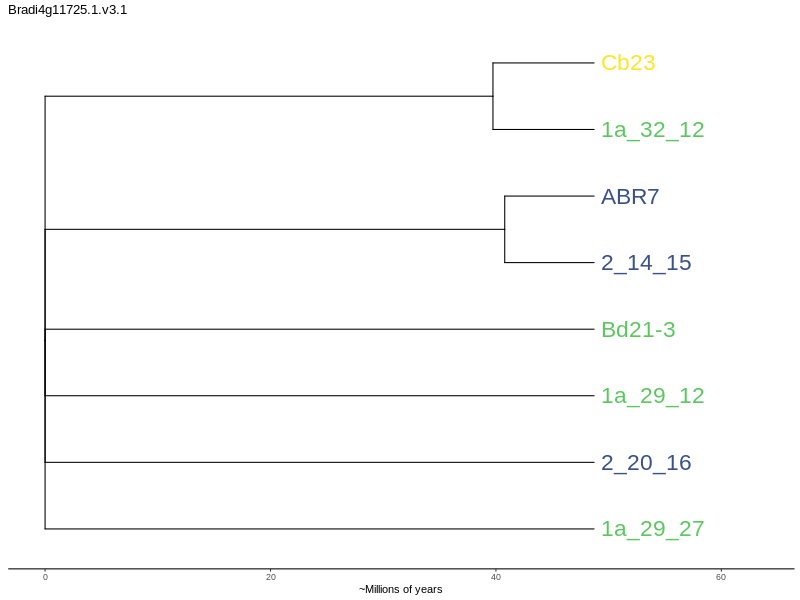 Bradi4g11725.1.v3.1
Cb23
1a_32_12
ABR7
2_14_15
Bd21-3
1a_29_12
2_20_16
1a_29_27
0 20 40 60
~Millions of years